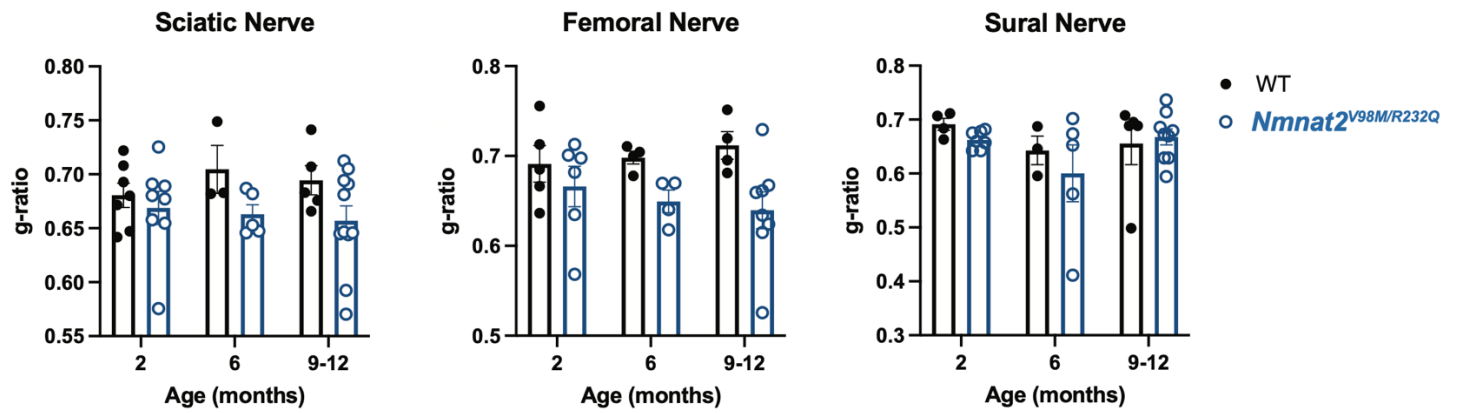 Sciatic Nerve
0.80
0.75
0.70
0.65
0.60
0.55
g-ratio
2 6 9-12
Age (months)
Femoral Nerve
0.8
0.7
0.6
0.5
g-ratio
2 6 9-12
Age (months)
Sural Nerve
0.8
0.7
0.6
0.5
0.4
0.3
g-ratio
2 6 9-12
Age (months)
WT
Nmnat2V98M/R232Q